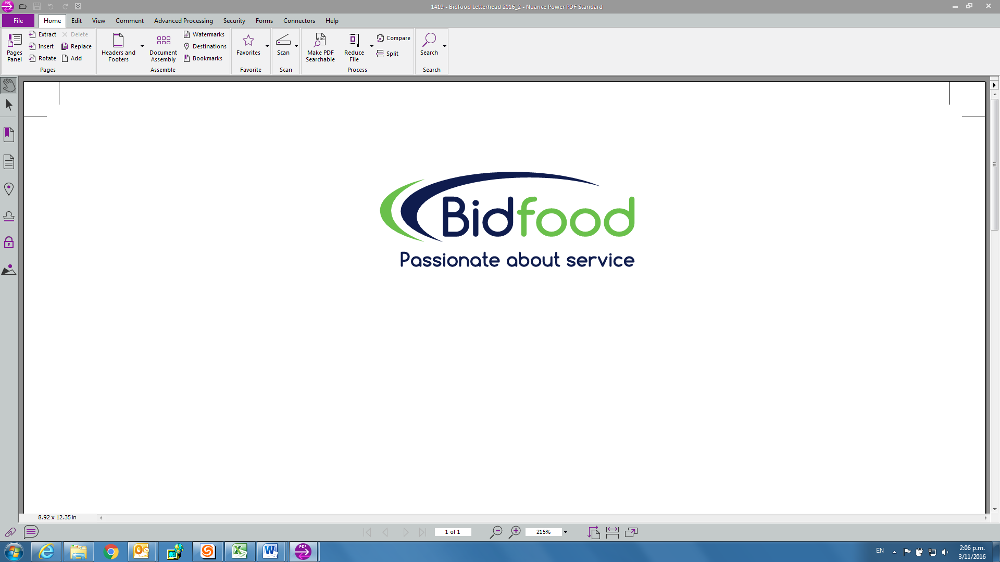 1419 - Bidfood Letterhead 2016_2 - Nuance Power PDF Standard
File Home Edit View Comment Advanced Processing Security Forms Connectors Help
Pages Panel
Extract Delete
Insert Replace
Rotate Add
Pages
Headers and Footers
Document Assembly
Watermarks
Destinations
Bookmarks
Assemble
Favorites
Favorite
Scan
Scan
Make PDF Searchable
Reduce File
Compare
Split
Process
Search
Search
Bidfood
Passionate about service
8.92 x 12.35 in
1 of 1
215%
EN
2:06 p.m.
3/11/2016